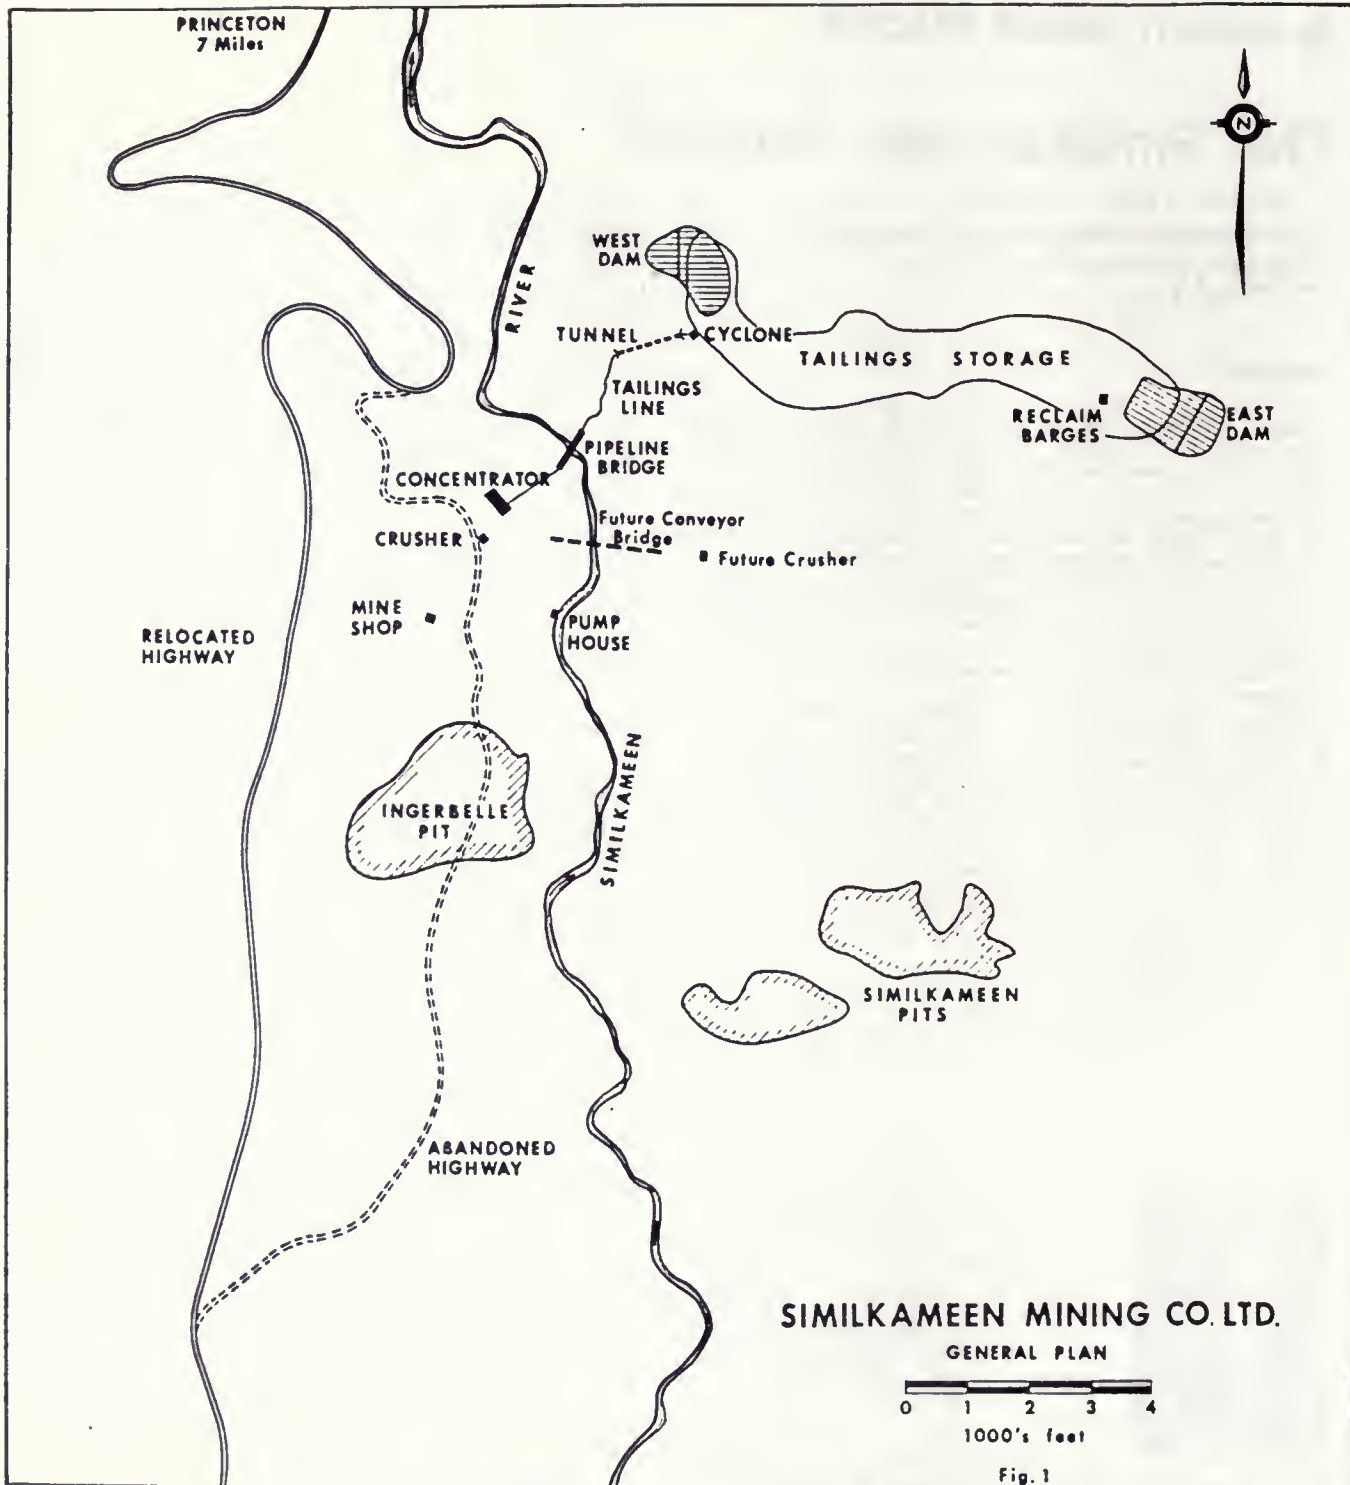 PRINCETON
7 Miles
N
WEST
DAM
RIVER
TUNNEL
CYCLONE
TAILINGS STORAGE
TAILINGS
LINE
RECLAIM
BARGES
EAST
DAM
PIPELINE
BRIDGE
CONCENTRATOR
Future Conveyor
Bridge
CRUSHER
Future Crusher
MINE
SHOP
PUMP
HOUSE
RELOCATED
HIGHWAY
INGERBELLE
PIT
SIMILKAMEEN
SIMILKAMEEN
PITS
ABANDONED
HIGHWAY
SIMILKAMEEN MINING CO. LTD.
GENERAL PLAN
0 1 2 3 4
1000's feet
Fig. 1